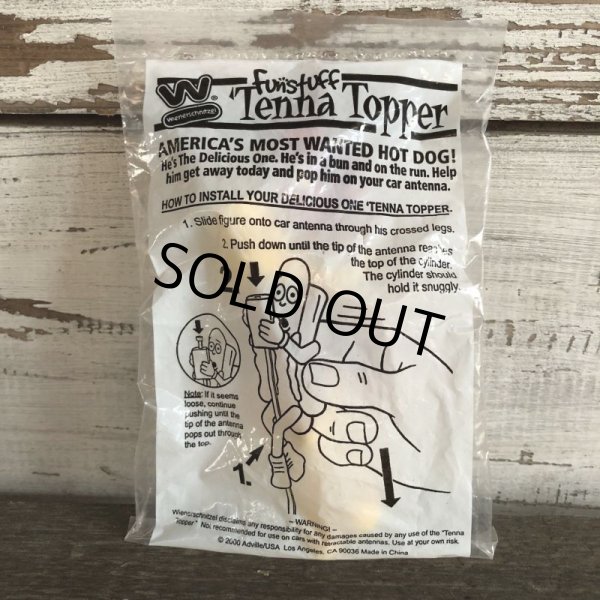 W®
Wienerschnitzel
funstuff
'Tenna Topper
AMERICA'S MOST WANTED HOT DOG!
He's The Delicious One. He's in a bun and on the run. Help
him get away today and pop him on your car antenna.
HOW TO INSTALL YOUR DELICIOUS ONE 'TENNA TOPPER.
1. Slide figure onto car antenna through his crossed legs.
2. Push down until the tip of the antenna reaches
the top of the cylinder.
The cylinder should
hold it snuggly.
SOLD OUT
Note: If it seems
loose, continue
pushing until the
tip of the antenna
pops out through
the top.
1.
~ WARNING! ~
Wienerschnitzel disclaims any responsibility for any damages caused by any use of the "Tenna
Topper" No. recommended for use on cars with retractable antennas. Use at your own risk.
© 2000 Adville/USA Los Angeles, CA 90036 Made in China